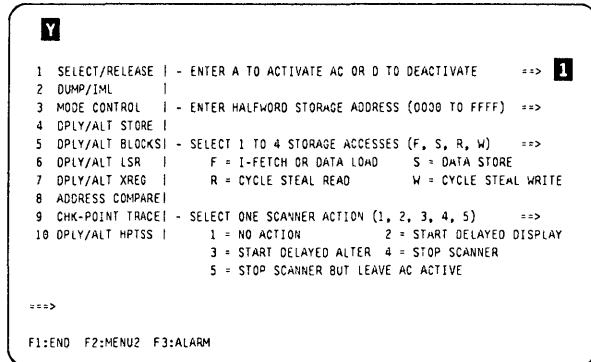 Y
1 SELECT/RELEASE | - ENTER A TO ACTIVATE AC OR D TO DEACTIVATE ==> 1
2 DUMP/IML |
3 MODE CONTROL | - ENTER HALFWORD STORAGE ADDRESS (0030 TO FFFF) ==>
4 DPLY/ALT STORE |
5 DPLY/ALT BLOCKS| - SELECT 1 TO 4 STORAGE ACCESSES (F, S, R, W) ==>
6 DPLY/ALT LSR | F = I-FETCH OR DATA LOAD S = DATA STORE
7 DPLY/ALT XREG | R = CYCLE STEAL READ W = CYCLE STEAL WRITE
8 ADDRESS COMPARE|
9 CHK-POINT TRACE| - SELECT ONE SCANNER ACTION (1, 2, 3, 4, 5) ==>
10 DPLY/ALT HPTSS | 1 = NO ACTION 2 = START DELAYED DISPLAY
3 = START DELAYED ALTER 4 = STOP SCANNER
5 = STOP SCANNER BUT LEAVE AC ACTIVE
===>
F1:END F2:MENU2 F3:ALARM